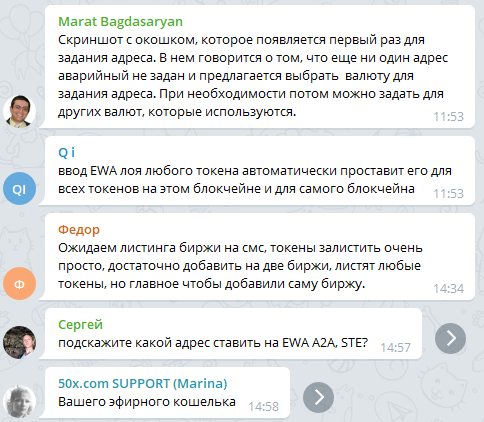 Marat Bagdasaryan
Скриншот с окошком, которое появляется первый раз для
задания адреса. В нем говорится о том, что еще ни один адрес
аварийный не задан и предлагается выбрать валюту для
задания адреса. При необходимости потом можно задать для
других валют, которые используются.
11:53
Q i
ввод EWA лоя любого токена автоматически проставит его для
всех токенов на этом блокчейне и для самого блокчейна
11:53
QI
Федор
Ожидаем листинга биржи на смс, токены залистить очень
просто, достаточно добавить на две биржи, листят любые
токены, но главное чтобы добавили саму биржу.
14:34
Ф
Сергей
подскажите какой адрес ставить на EWA A2A, STE?
14:57
50x.com SUPPORT (Marina)
Вашего эфирного кошелька
14:58